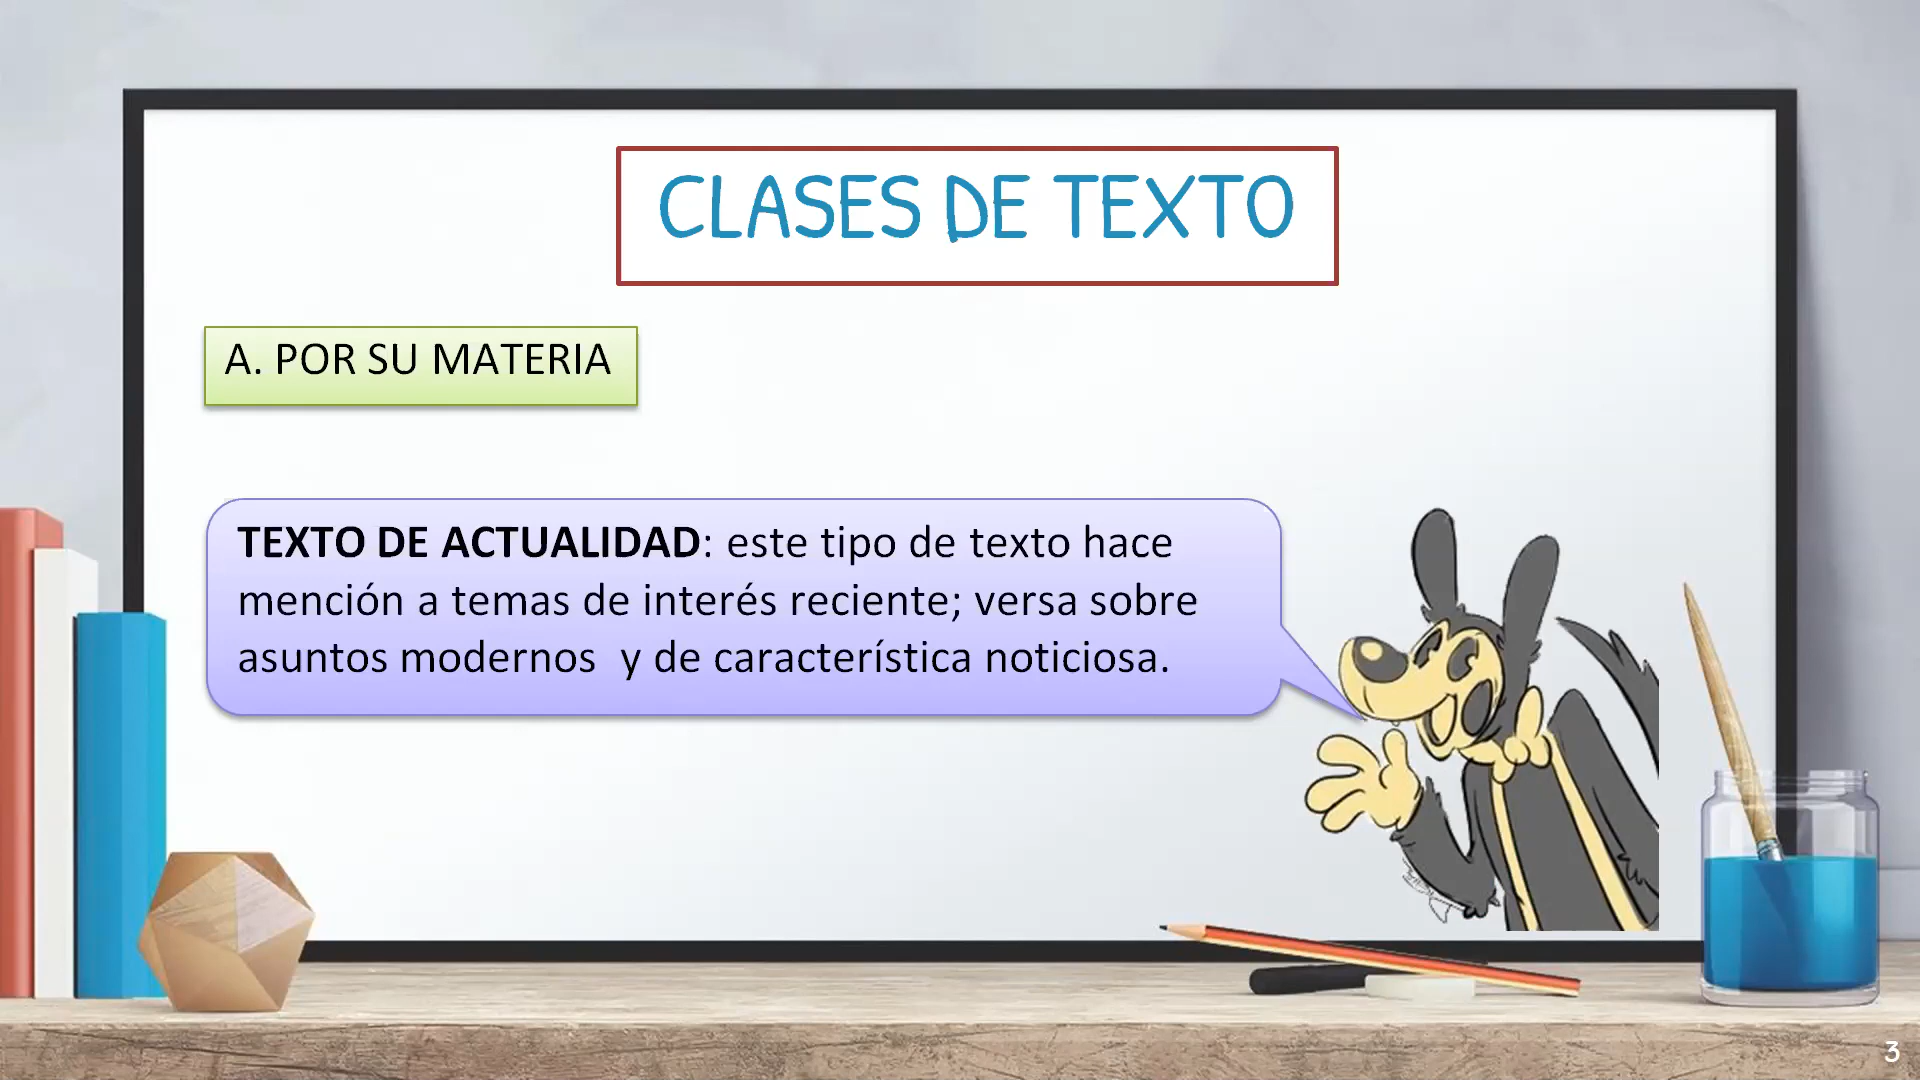 CLASES DE TEXTO
A. POR SU MATERIA
TEXTO DE ACTUALIDAD: este tipo de texto hace
mención a temas de interés reciente; versa sobre
asuntos modernos  y de característica noticiosa.
3